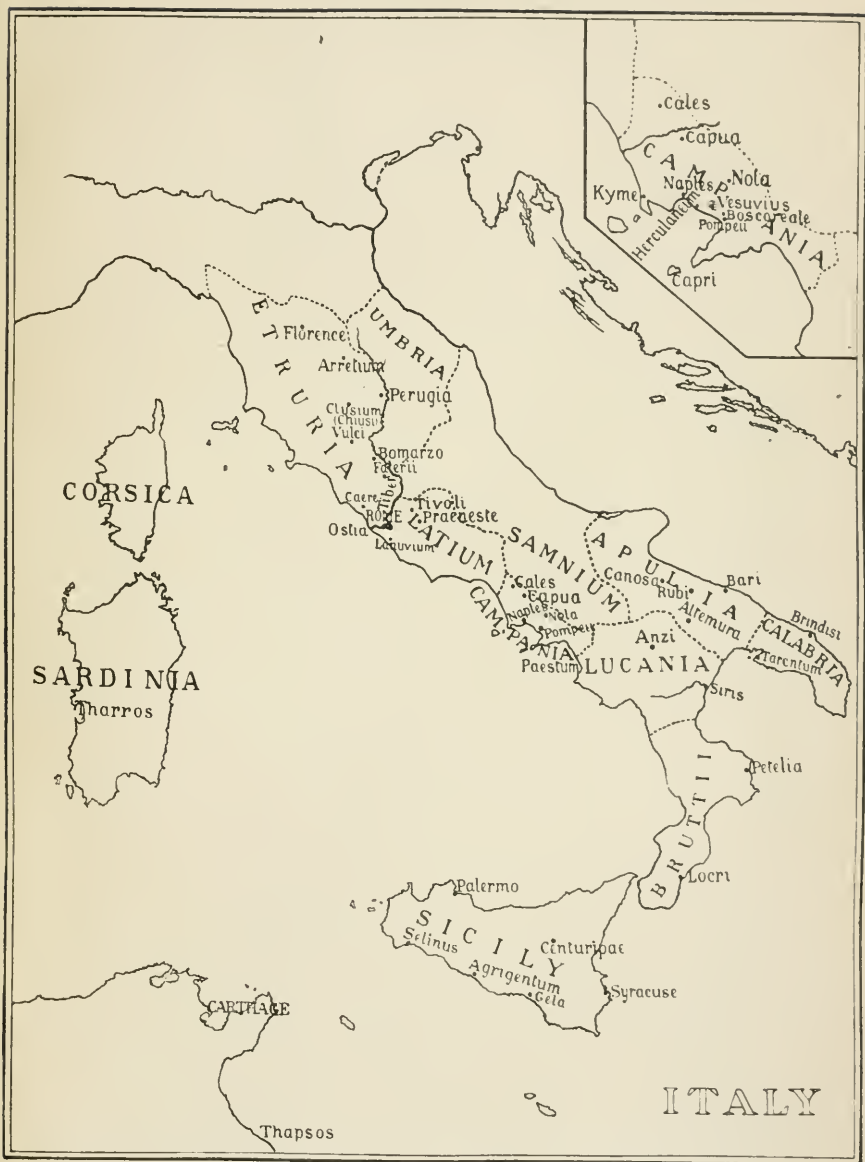 Cales
Capua
CAMPANIA
Naples
Nola
Kyme
Vesuvius
Boscoreale
Pompeii
Herculaneum
Capri
ETRURIA
Florence
UMBRIA
Arretium
Perugia
Clusium
(Chiusi)
Vulci
Bomarzo
Falerii
Tiber
CORSICA
Caere
Tivoli
ROME
Praeneste
Ostia
LATIUM
Lanuvium
SAMNIUM
APULIA
Canosa
Rubi
Bari
Altemura
Cales
Capua
Naples
Nola
Pompeii
CAMPANIA
Paestum
Anzi
LUCANIA
Brindisi
CALABRIA
Tarentum
Siris
SARDINIA
Tharros
Petelia
BRUTTII
Locri
Palermo
SICILY
Selinus
Centuripae
Agrigentum
Gela
Syracuse
CARTHAGE
Thapsos
ITALY